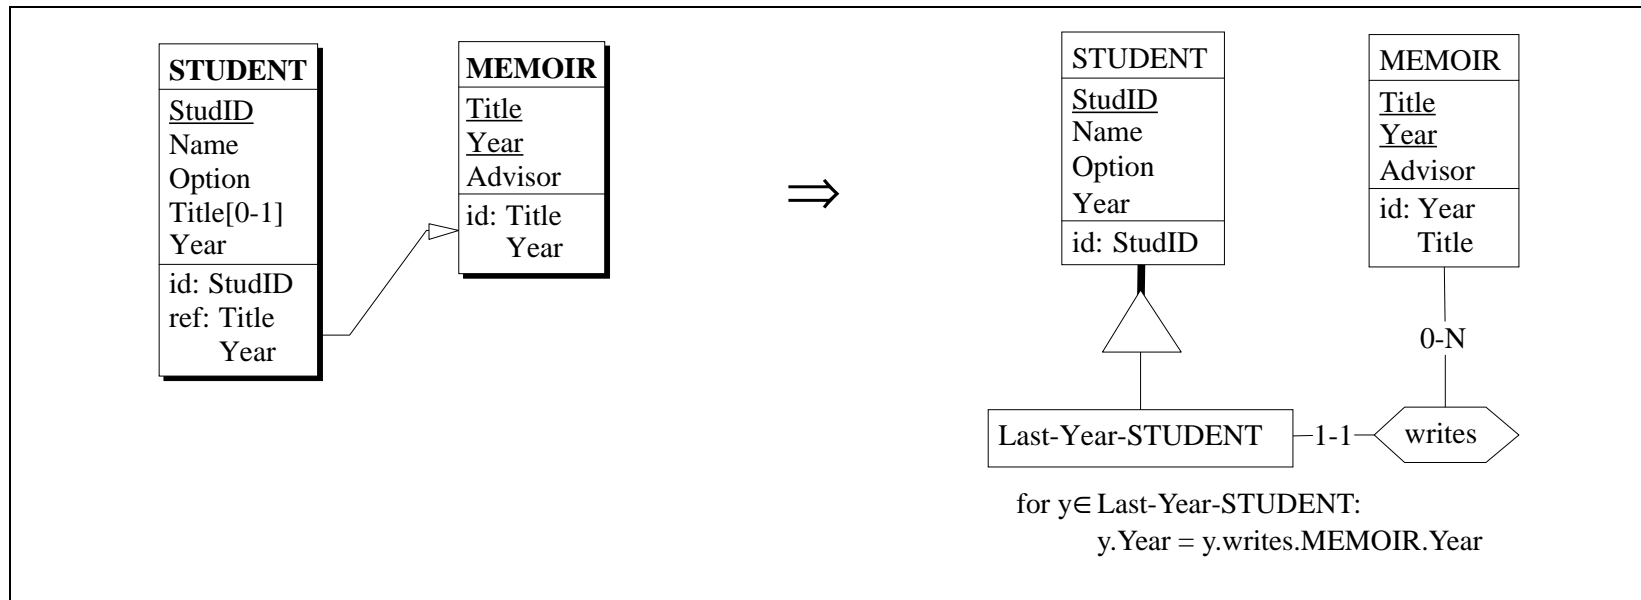 STUDENT
StudID
Name
Option
Title[0-1]
Year
id: StudID
ref: Title
Year
MEMOIR
Title
Year
Advisor
id: Title
Year
⇒
STUDENT
StudID
Name
Option
Year
id: StudID
MEMOIR
Title
Year
Advisor
id: Year
Title
0-N
Last-Year-STUDENT
1-1
writes
for y∈ Last-Year-STUDENT:
y.Year = y.writes.MEMOIR.Year